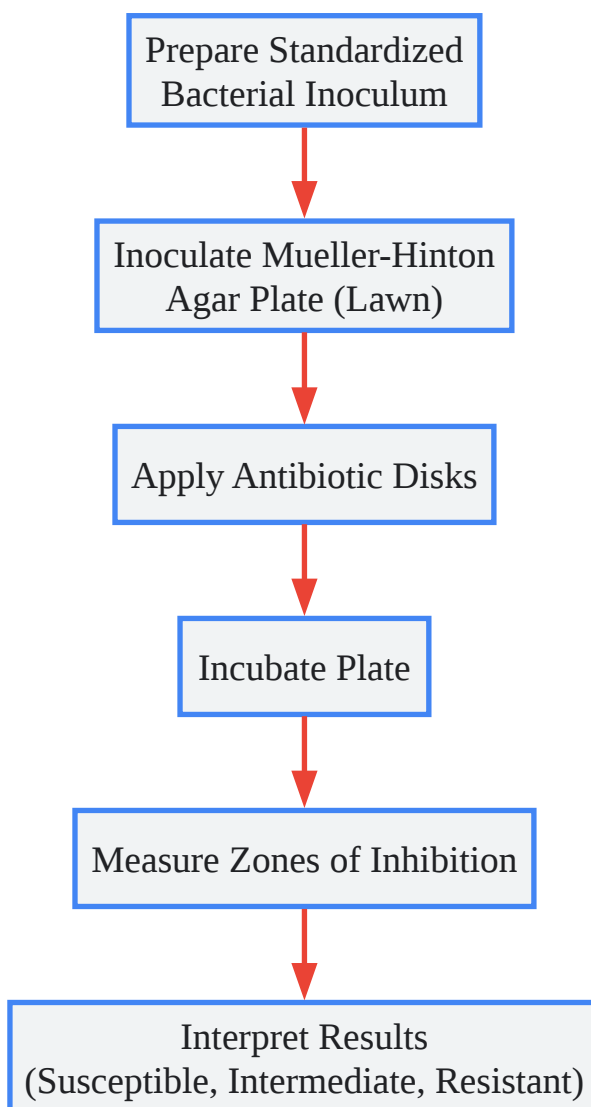 Prepare Standardized
Bacterial Inoculum
Inoculate Mueller-Hinton
Agar Plate (Lawn)
Apply Antibiotic Disks
Incubate Plate
Measure Zones of Inhibition
Interpret Results
(Susceptible, Intermediate, Resistant)